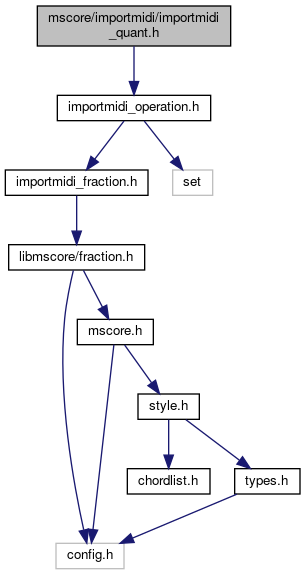 mscore/importmidi/importmidi
_quant.h
importmidi_operation.h
importmidi_fraction.h
set
libmscore/fraction.h
mscore.h
style.h
chordlist.h
types.h
config.h